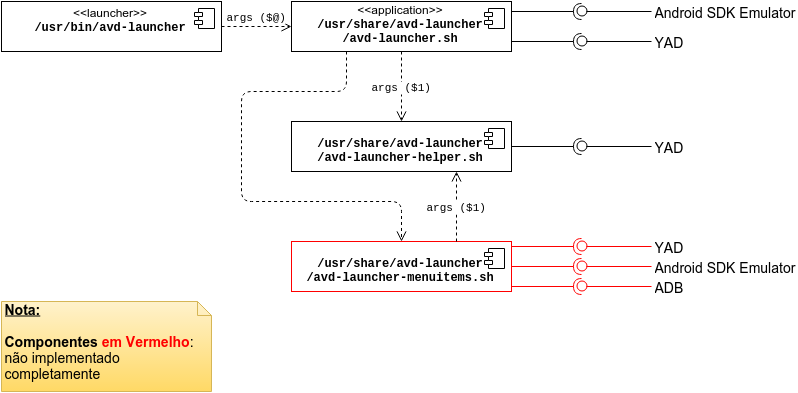 <<launcher>>
/usr/bin/avd-launcher
args ($@)
<<application>>
/usr/share/avd-launcher
/avd-launcher.sh
Android SDK Emulator
YAD
args ($1)
/usr/share/avd-launcher
/avd-launcher-helper.sh
YAD
args ($1)
/usr/share/avd-launcher
/avd-launcher-menuitems.sh
YAD
Android SDK Emulator
ADB
Nota:
Componentes em Vermelho:
não implementado
completamente